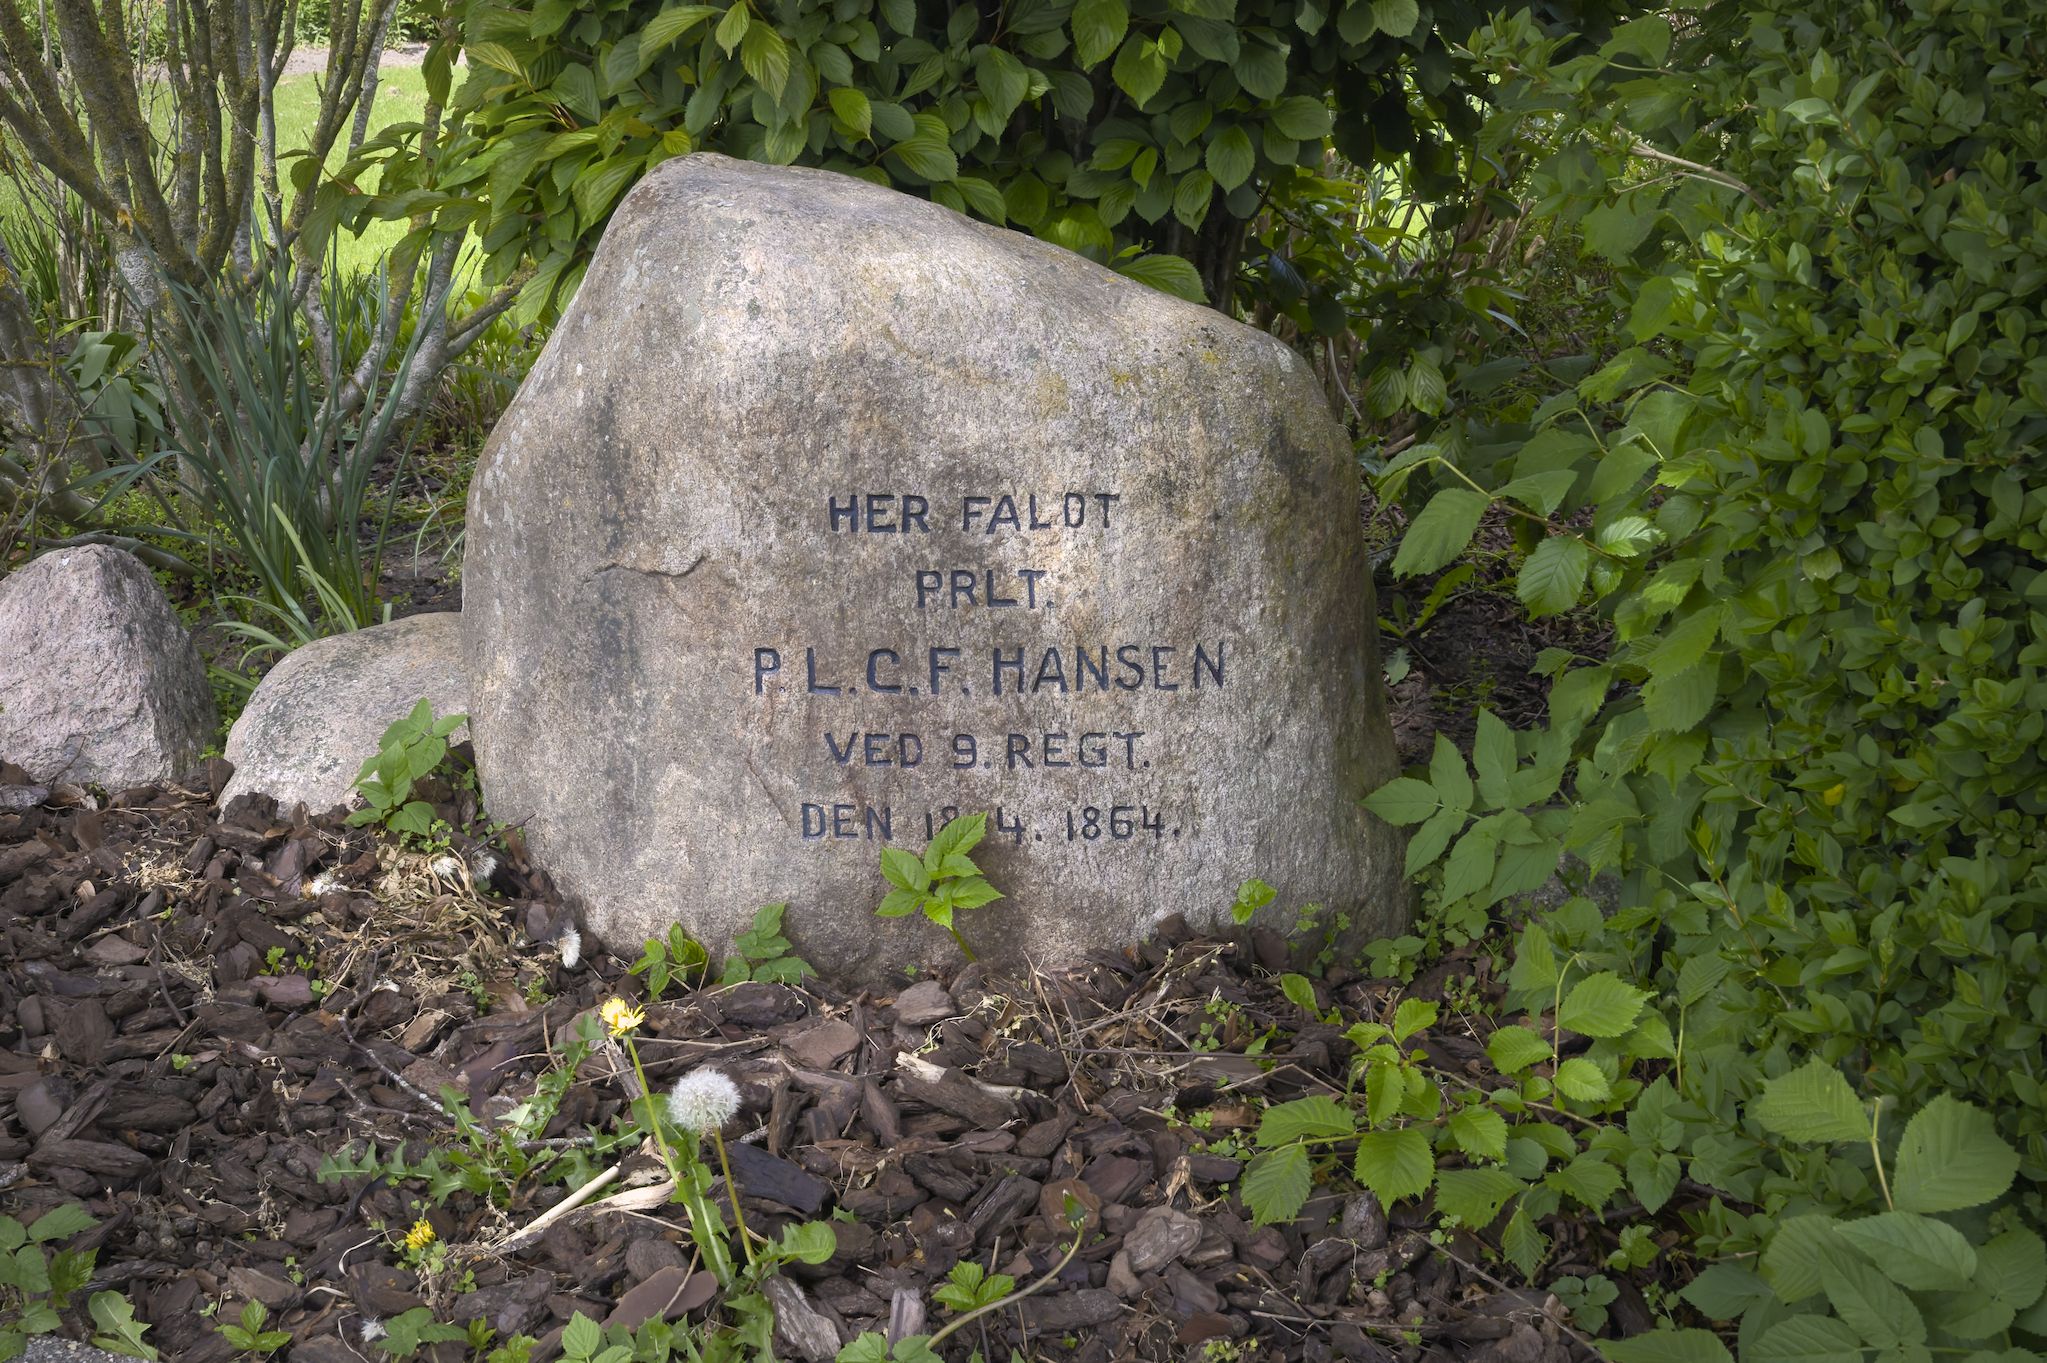 HER FALDT
PRLT.
P.L.C.F. HANSEN
VED 9. REGT.
DEN 18.4. 1864.